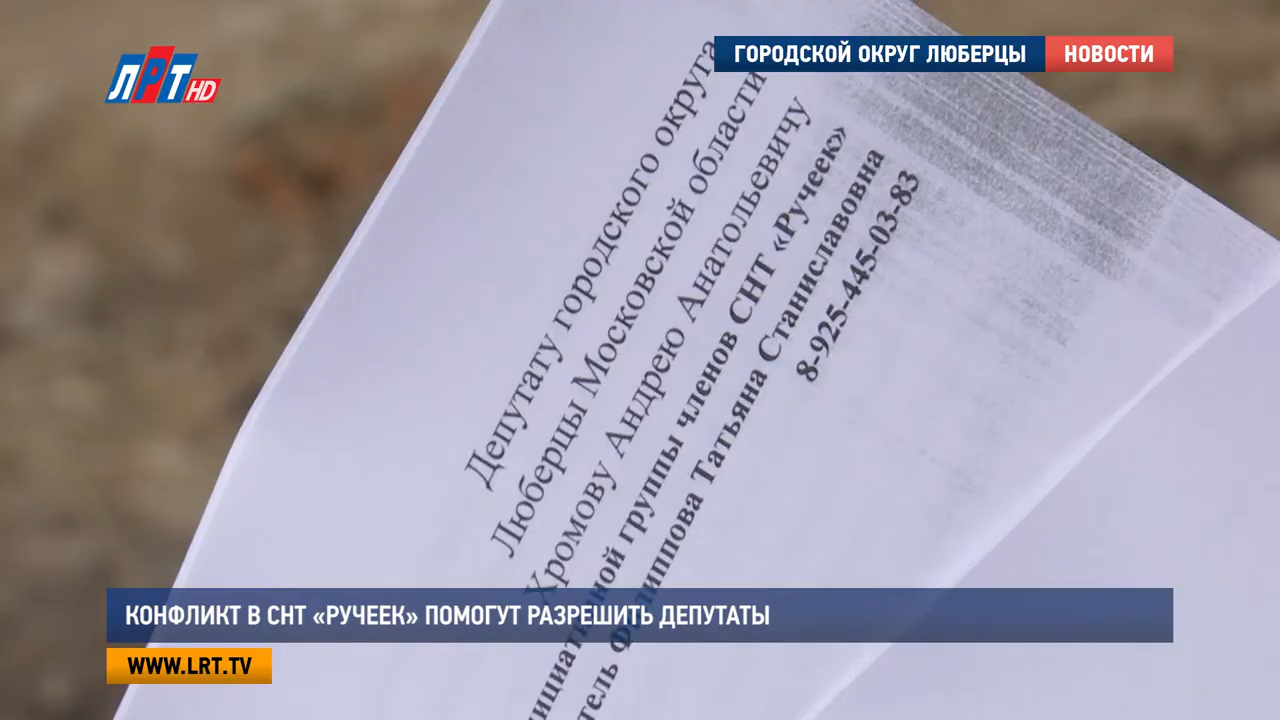 ЛРТ HD
ГОРОДСКОЙ ОКРУГ ЛЮБЕРЦЫ НОВОСТИ
Депутату городского округа
Люберцы Московской области
Хромову Андрею Анатольевичу
группы членов СНТ «Ручеек»
Филиппова Татьяна Станиславовна
8-925-445-03-83
КОНФЛИКТ В СНТ «РУЧЕЕК» ПОМОГУТ РАЗРЕШИТЬ ДЕПУТАТЫ
WWW.LRT.TV